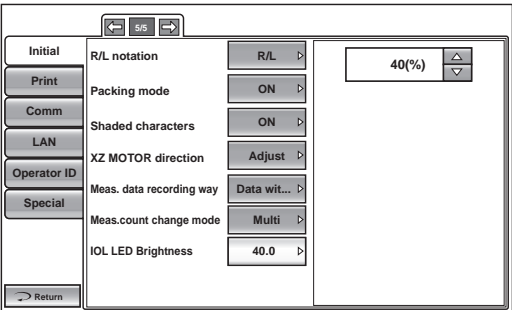 5/5
Initial
Print
Comm
LAN
Operator ID
Special
Return
R/L notation R/L
Packing mode ON
Shaded characters ON
XZ MOTOR direction Adjust
Meas. data recording way Data wit...
Meas.count change mode Multi
IOL LED Brightness 40.0
40(%)